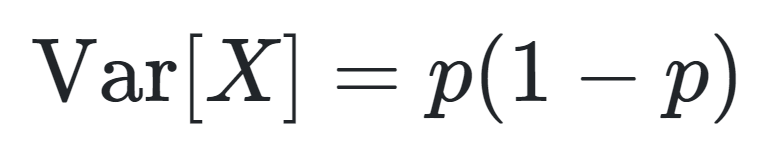 Var[X] = p(1 − p)